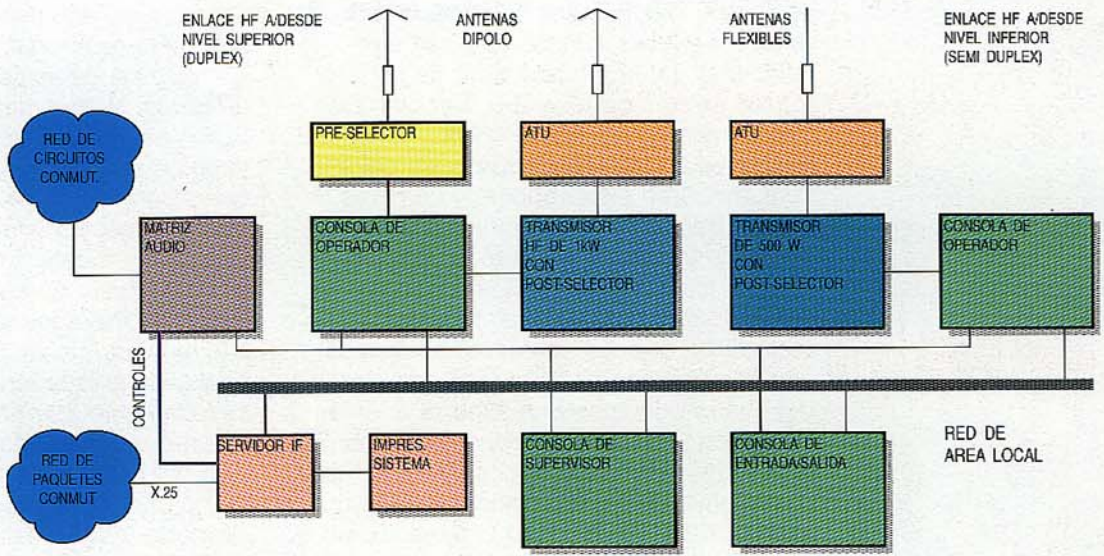 ENLACE HF A/DESDE
NIVEL SUPERIOR
(DUPLEX)
ANTENAS
DIPOLO
ANTENAS
FLEXIBLES
ENLACE HF A/DESDE
NIVEL INFERIOR
(SEMI DUPLEX)
RED DE
CIRCUITOS
CONMUT.
PRE-SELECTOR
ATU
ATU
MATRIZ
AUDIO
CONSOLA DE
OPERADOR
TRANSMISOR
HF DE 1kW
CON
POST-SELECTOR
TRANSMISOR
DE 500 W
CON
POST-SELECTOR
CONSOLA DE
OPERADOR
CONTROLES
RED DE
PAQUETES
CONMUT
X.25
SERVIDOR IF
IMPRES.
SISTEMA
CONSOLA DE
SUPERVISOR
CONSOLA DE
ENTRADA/SALIDA
RED DE
AREA LOCAL